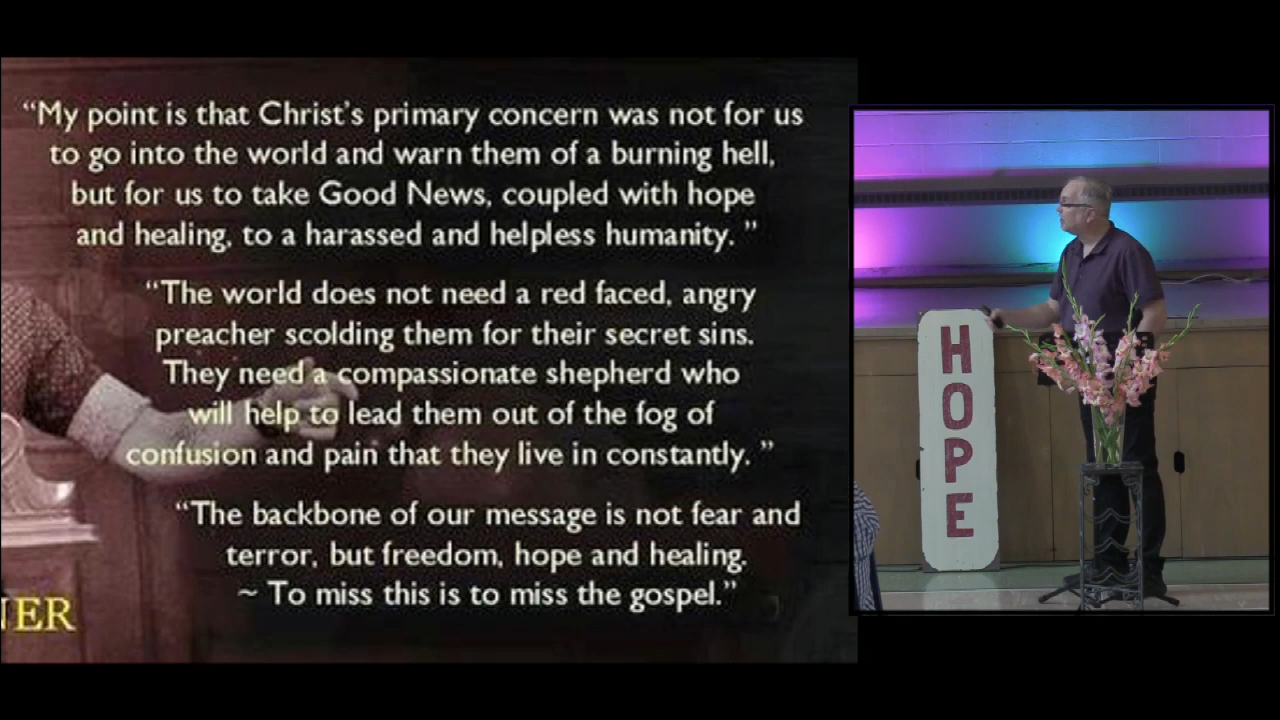 “My point is that Christ’s primary concern was not for us
to go into the world and warn them of a burning hell,
but for us to take Good News, coupled with hope
and healing, to a harassed and helpless humanity. ”
“The world does not need a red faced, angry
preacher scolding them for their secret sins.
They need a compassionate shepherd who
will help to lead them out of the fog of
confusion and pain that they live in constantly. ”
“The backbone of our message is not fear and
terror, but freedom, hope and healing.
~ To miss this is to miss the gospel.”
NER
H
O
P
E